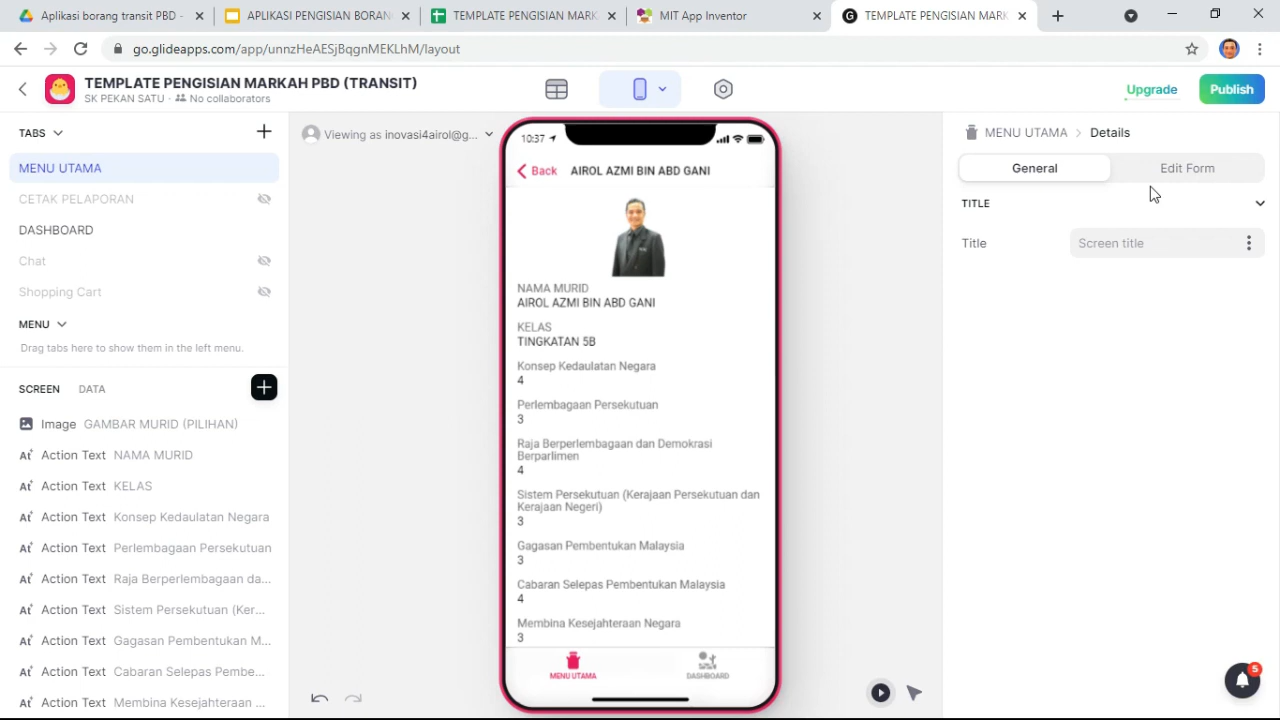 Aplikasi borang transit PBD -
APLIKASI PENGISIAN BORAN
TEMPLATE PENGISIAN MARK
MIT App Inventor
TEMPLATE PENGISIAN MARK
go.glideapps.com/app/unnzHeAESjBqgnMEKLhM/layout
TEMPLATE PENGISIAN MARKAH PBD (TRANSIT)
SK PEKAN SATU · No collaborators
Upgrade
Publish
TABS
MENU UTAMA
CETAK PELAPORAN
DASHBOARD
Chat
Shopping Cart
MENU
Drag tabs here to show them in the left menu.
SCREEN DATA
Image GAMBAR MURID (PILIHAN)
Action Text NAMA MURID
Action Text KELAS
Action Text Konsep Kedaulatan Negara
Action Text Perlembagaan Persekutuan
Action Text Raja Berperlembagaan da...
Action Text Sistem Persekutuan (Ker...
Action Text Gagasan Pembentukan M...
Action Text Cabaran Selepas Pembe...
Action Text Membina Kesejahteraan ...
Viewing as inovasi4airol@g...
10:37
Back AIROL AZMI BIN ABD GANI
NAMA MURID
AIROL AZMI BIN ABD GANI
KELAS
TINGKATAN 5B
Konsep Kedaulatan Negara
4
Perlembagaan Persekutuan
3
Raja Berperlembagaan dan Demokrasi
Berparlimen
4
Sistem Persekutuan (Kerajaan Persekutuan dan
Kerajaan Negeri)
3
Gagasan Pembentukan Malaysia
3
Cabaran Selepas Pembentukan Malaysia
4
Membina Kesejahteraan Negara
3
MENU UTAMA
DASHBOARD
MENU UTAMA > Details
General
Edit Form
TITLE
Title
Screen title
5